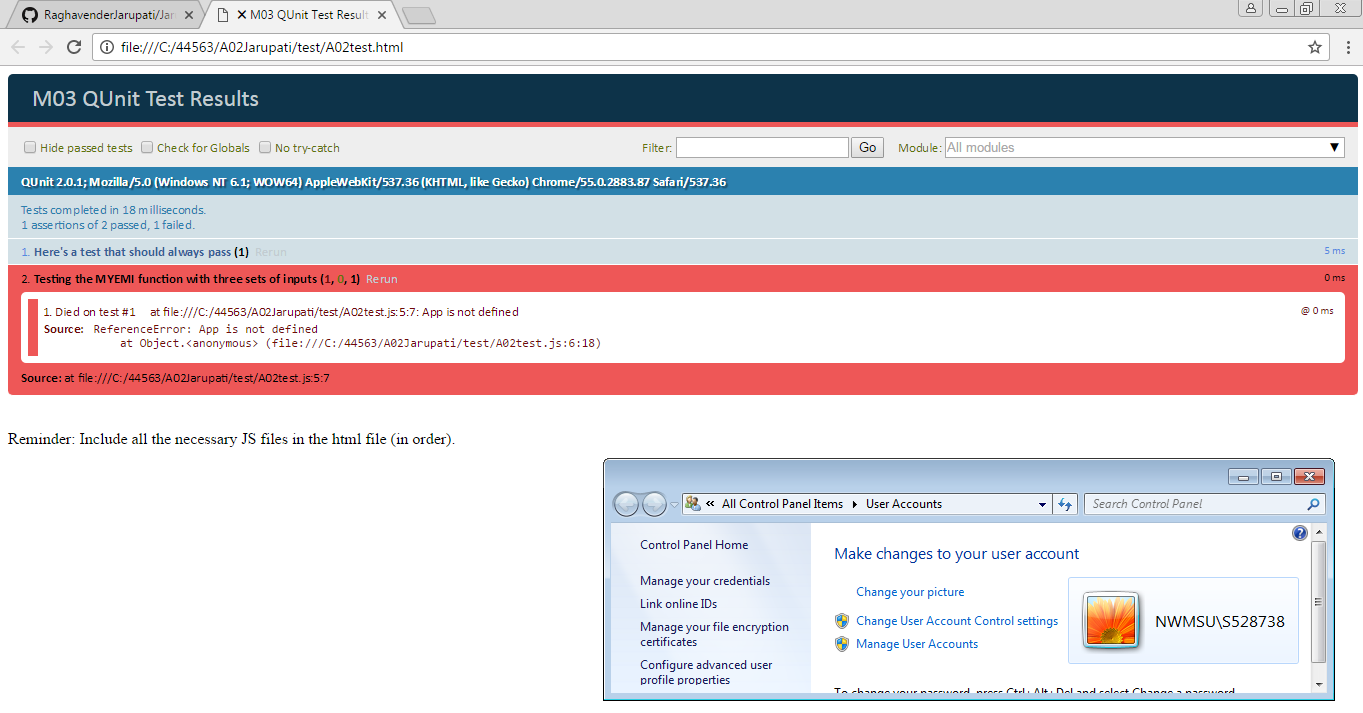 RaghavenderJarupati/Jar
✕ M03 QUnit Test Result
file:///C:/44563/A02Jarupati/test/A02test.html
M03 QUnit Test Results
Hide passed tests Check for Globals No try-catch Filter: Go Module: All modules
QUnit 2.0.1; Mozilla/5.0 (Windows NT 6.1; WOW64) AppleWebKit/537.36 (KHTML, like Gecko) Chrome/55.0.2883.87 Safari/537.36
Tests completed in 18 milliseconds.
1 assertions of 2 passed, 1 failed.
1. Here's a test that should always pass (1) Rerun 5 ms
2. Testing the MYEMI function with three sets of inputs (1, 0, 1) Rerun 0 ms
1. Died on test #1 at file:///C:/44563/A02Jarupati/test/A02test.js:5:7: App is not defined @ 0 ms
Source: ReferenceError: App is not defined
at Object.<anonymous> (file:///C:/44563/A02Jarupati/test/A02test.js:6:18)
Source: at file:///C:/44563/A02Jarupati/test/A02test.js:5:7
Reminder: Include all the necessary JS files in the html file (in order).
« All Control Panel Items User Accounts Search Control Panel
Control Panel Home
Manage your credentials
Link online IDs
Manage your file encryption
certificates
Configure advanced user
profile properties
Make changes to your user account
Change your picture
Change User Account Control settings
Manage User Accounts
NWMSU\S528738
To change your password, press Ctrl+Alt+Del and select Change a password.